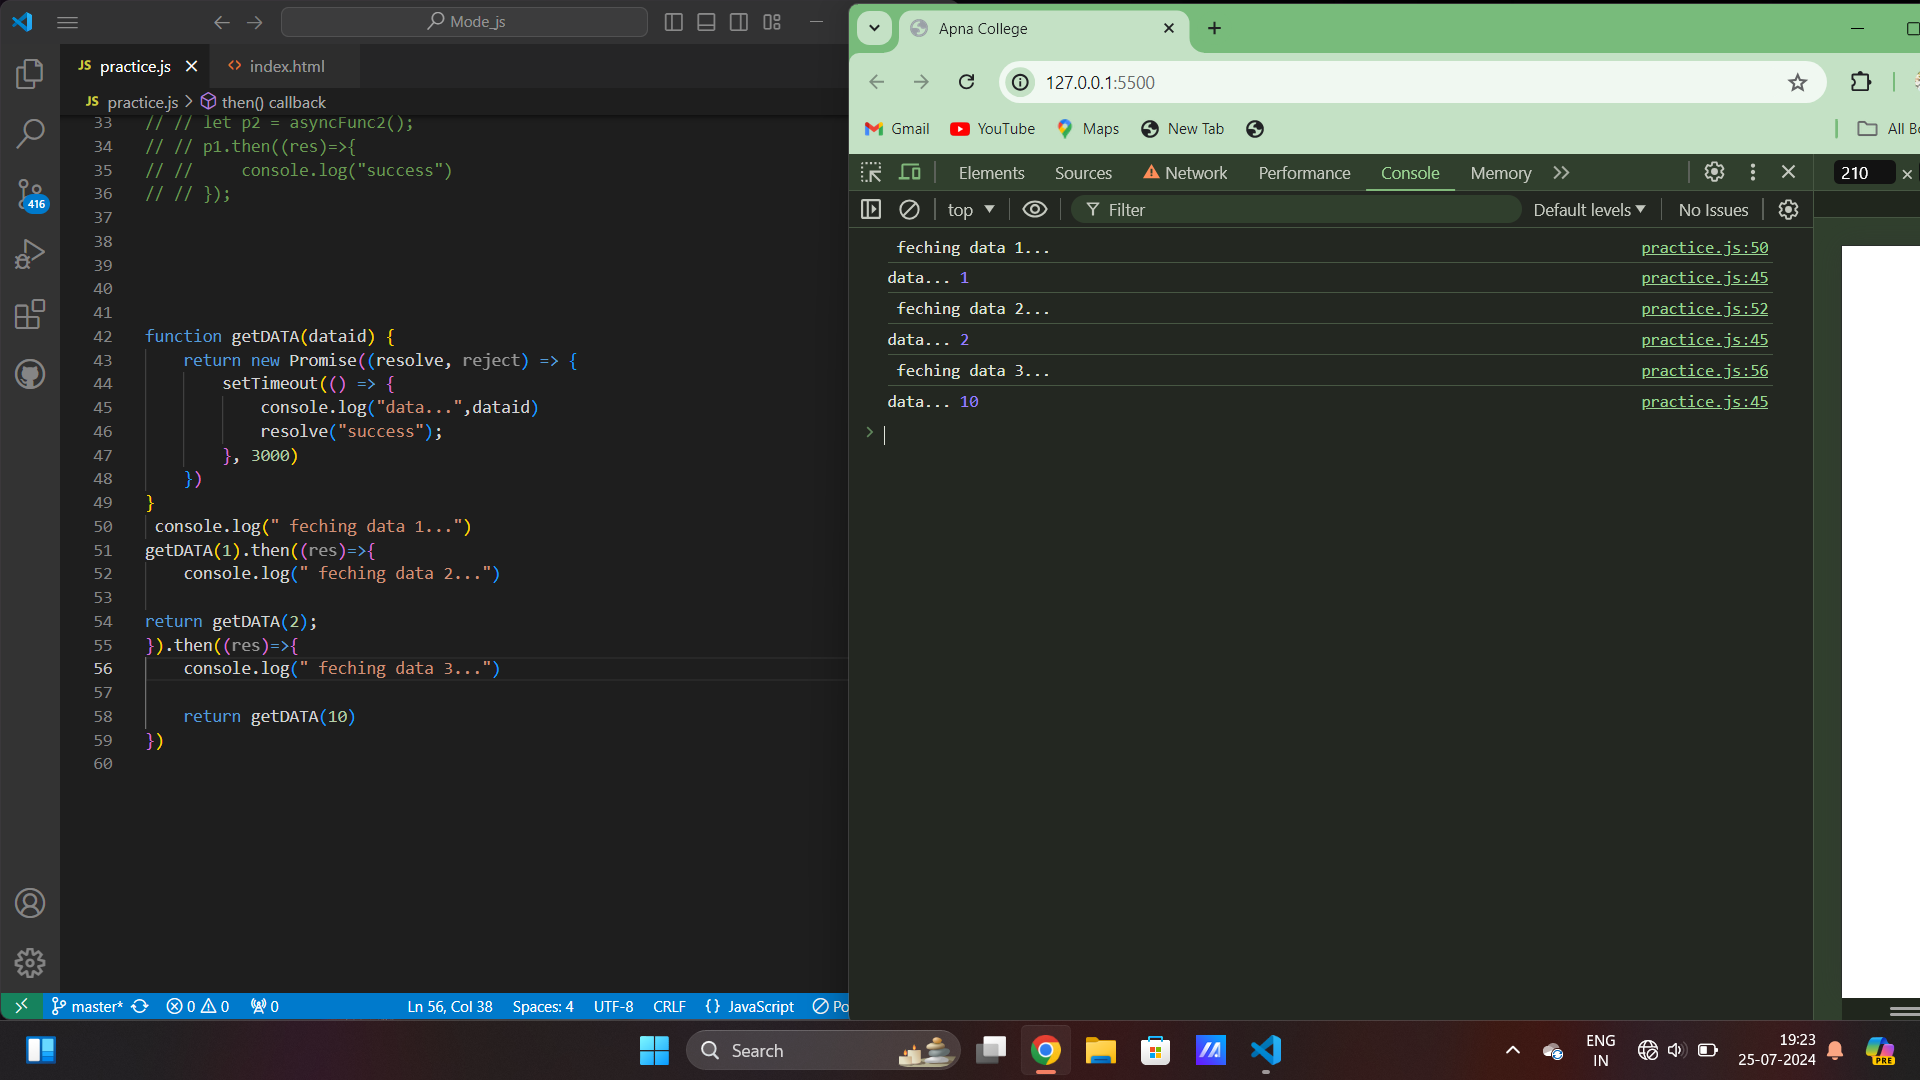 Mode_js
JS practice.js
index.html
JS practice.js > then() callback
33 // // let p2 = asyncFunc2();
34 // // p1.then((res)=>{
35 // //     console.log("success")
36 // // });
37
38
39
40
41
42 function getDATA(dataid) {
43     return new Promise((resolve, reject) => {
44         setTimeout(() => {
45             console.log("data...",dataid)
46             resolve("success");
47         }, 3000)
48     })
49 }
50  console.log(" feching data 1...")
51 getDATA(1).then((res)=>{
52     console.log(" feching data 2...")
53
54 return getDATA(2);
55 }).then((res)=>{
56     console.log(" feching data 3...")
57
58     return getDATA(10)
59 })
60
416
master* 0 0 0 Ln 56, Col 38 Spaces: 4 UTF-8 CRLF {} JavaScript Po
Apna College
127.0.0.1:5500
Gmail YouTube Maps New Tab All Bo
Elements Sources Network Performance Console Memory
210 ×
top Filter Default levels No Issues
feching data 1... practice.js:50
data... 1 practice.js:45
feching data 2... practice.js:52
data... 2 practice.js:45
feching data 3... practice.js:56
data... 10 practice.js:45
>
Search
ENG
IN
19:23
25-07-2024
PRE